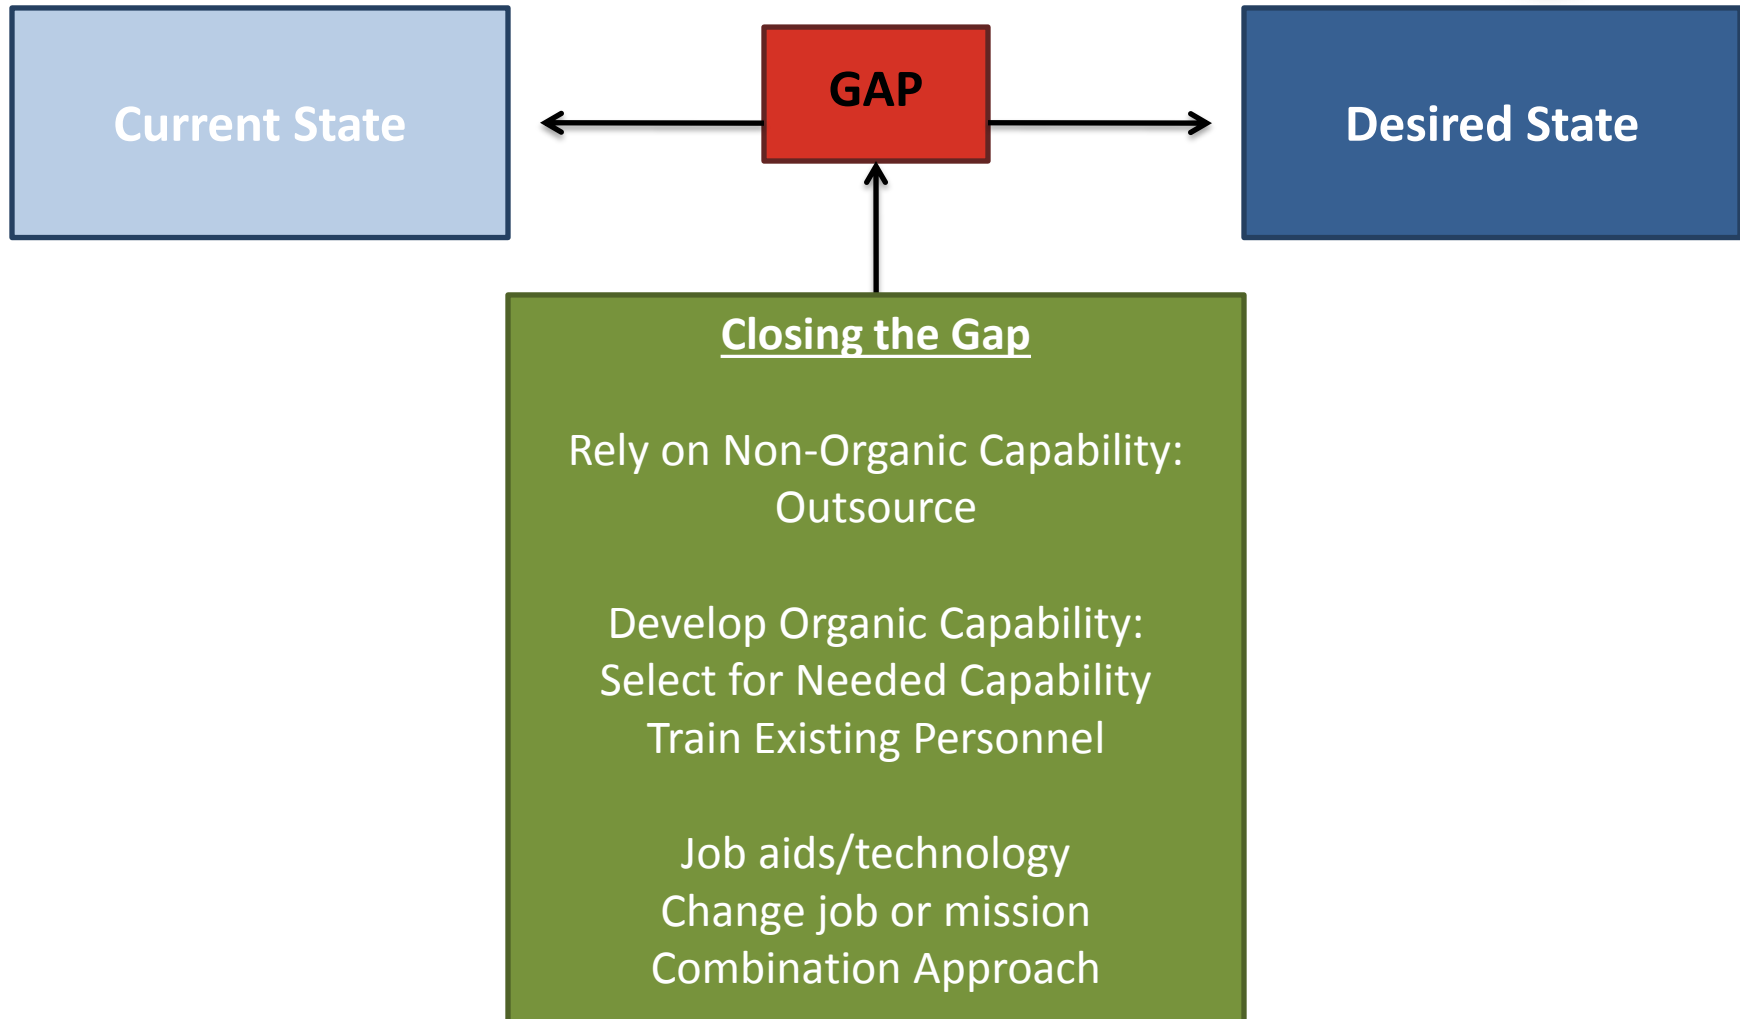 Current State
GAP
Desired State
Closing the Gap
Rely on Non-Organic Capability:
Outsource
Develop Organic Capability:
Select for Needed Capability
Train Existing Personnel
Job aids/technology
Change job or mission
Combination Approach